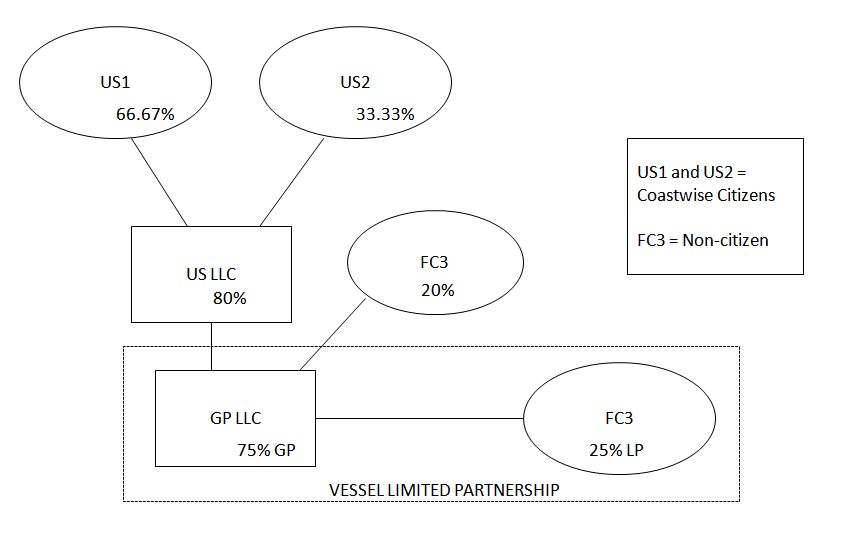 US1
66.67%
US2
33.33%
US1 and US2 =
Coastwise Citizens
FC3 = Non-citizen
US LLC
80%
FC3
20%
GP LLC
75% GP
FC3
25% LP
VESSEL LIMITED PARTNERSHIP